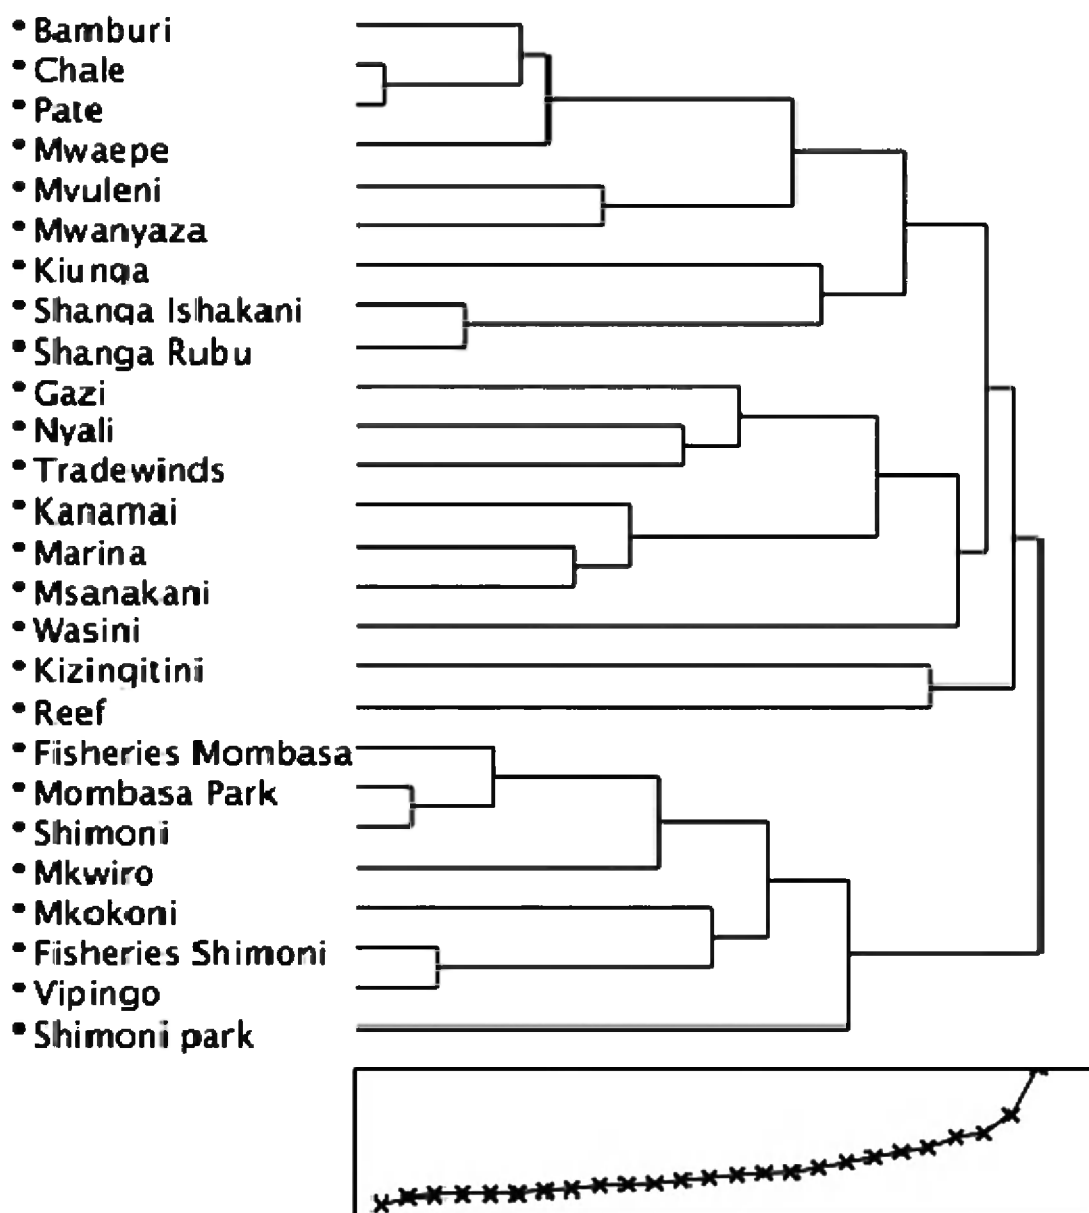 • Bamburi
• Chale
• Pate
• Mwaepe
• Mvuleni
• Mwanyaza
• Kiunga
• Shanga Ishakani
• Shanga Rubu
• Gazi
• Nyali
• Tradewinds
• Kanamai
• Marina
• Msanakani
• Wasini
• Kizingitini
• Reef
• Fisheries Mombasa
• Mombasa Park
• Shimoni
• Mkwiro
• Mkokoni
• Fisheries Shimoni
• Vipingo
• Shimoni park